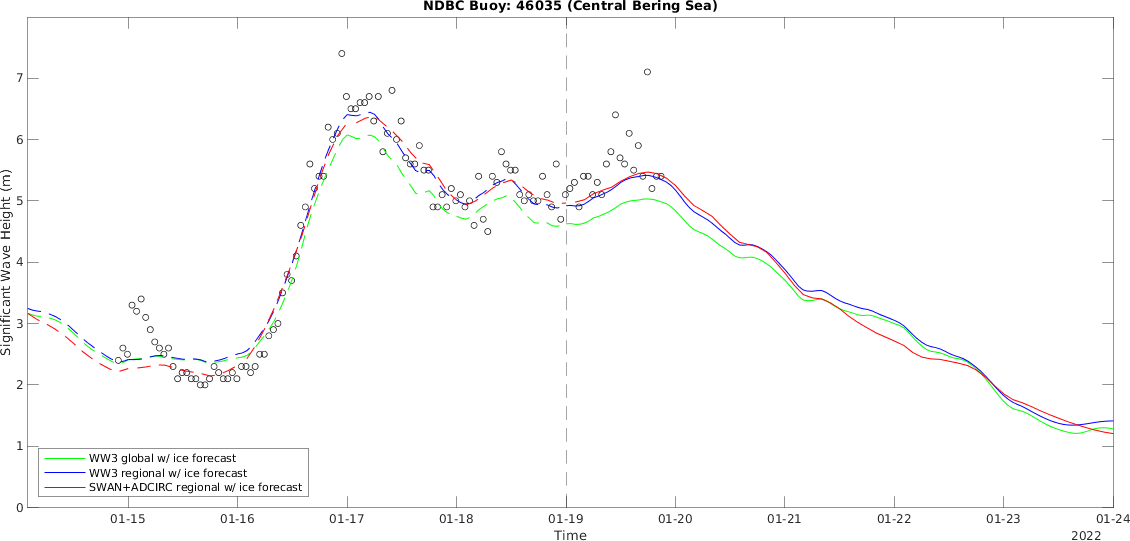 NDBC Buoy: 46035 (Central Bering Sea)
Significant Wave Height (m)
7
6
5
4
3
2
1
0
WW3 global w/ ice forecast
WW3 regional w/ ice forecast
SWAN+ADCIRC regional w/ ice forecast
01-15 01-16 01-17 01-18 01-19 01-20 01-21 01-22 01-23 01-24
Time
2022